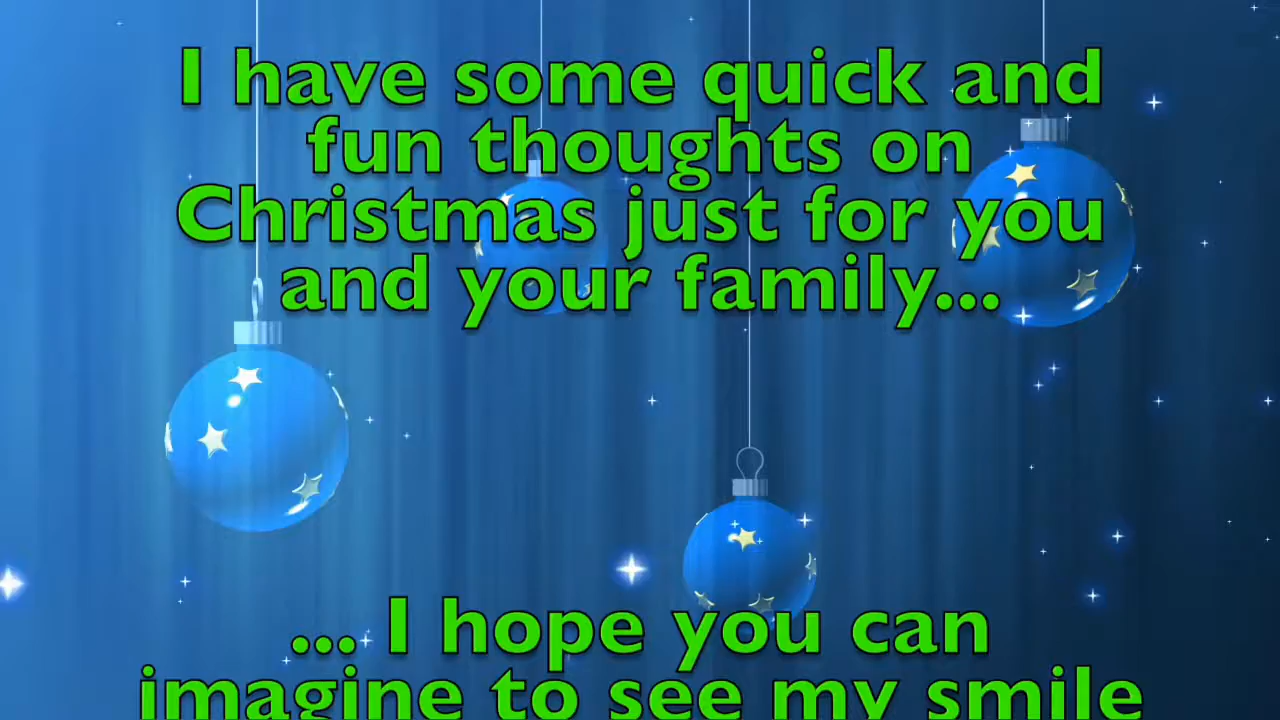 I have some quick and
fun thoughts on
Christmas just for you
and your family...
... I hope you can
imagine to see my smile